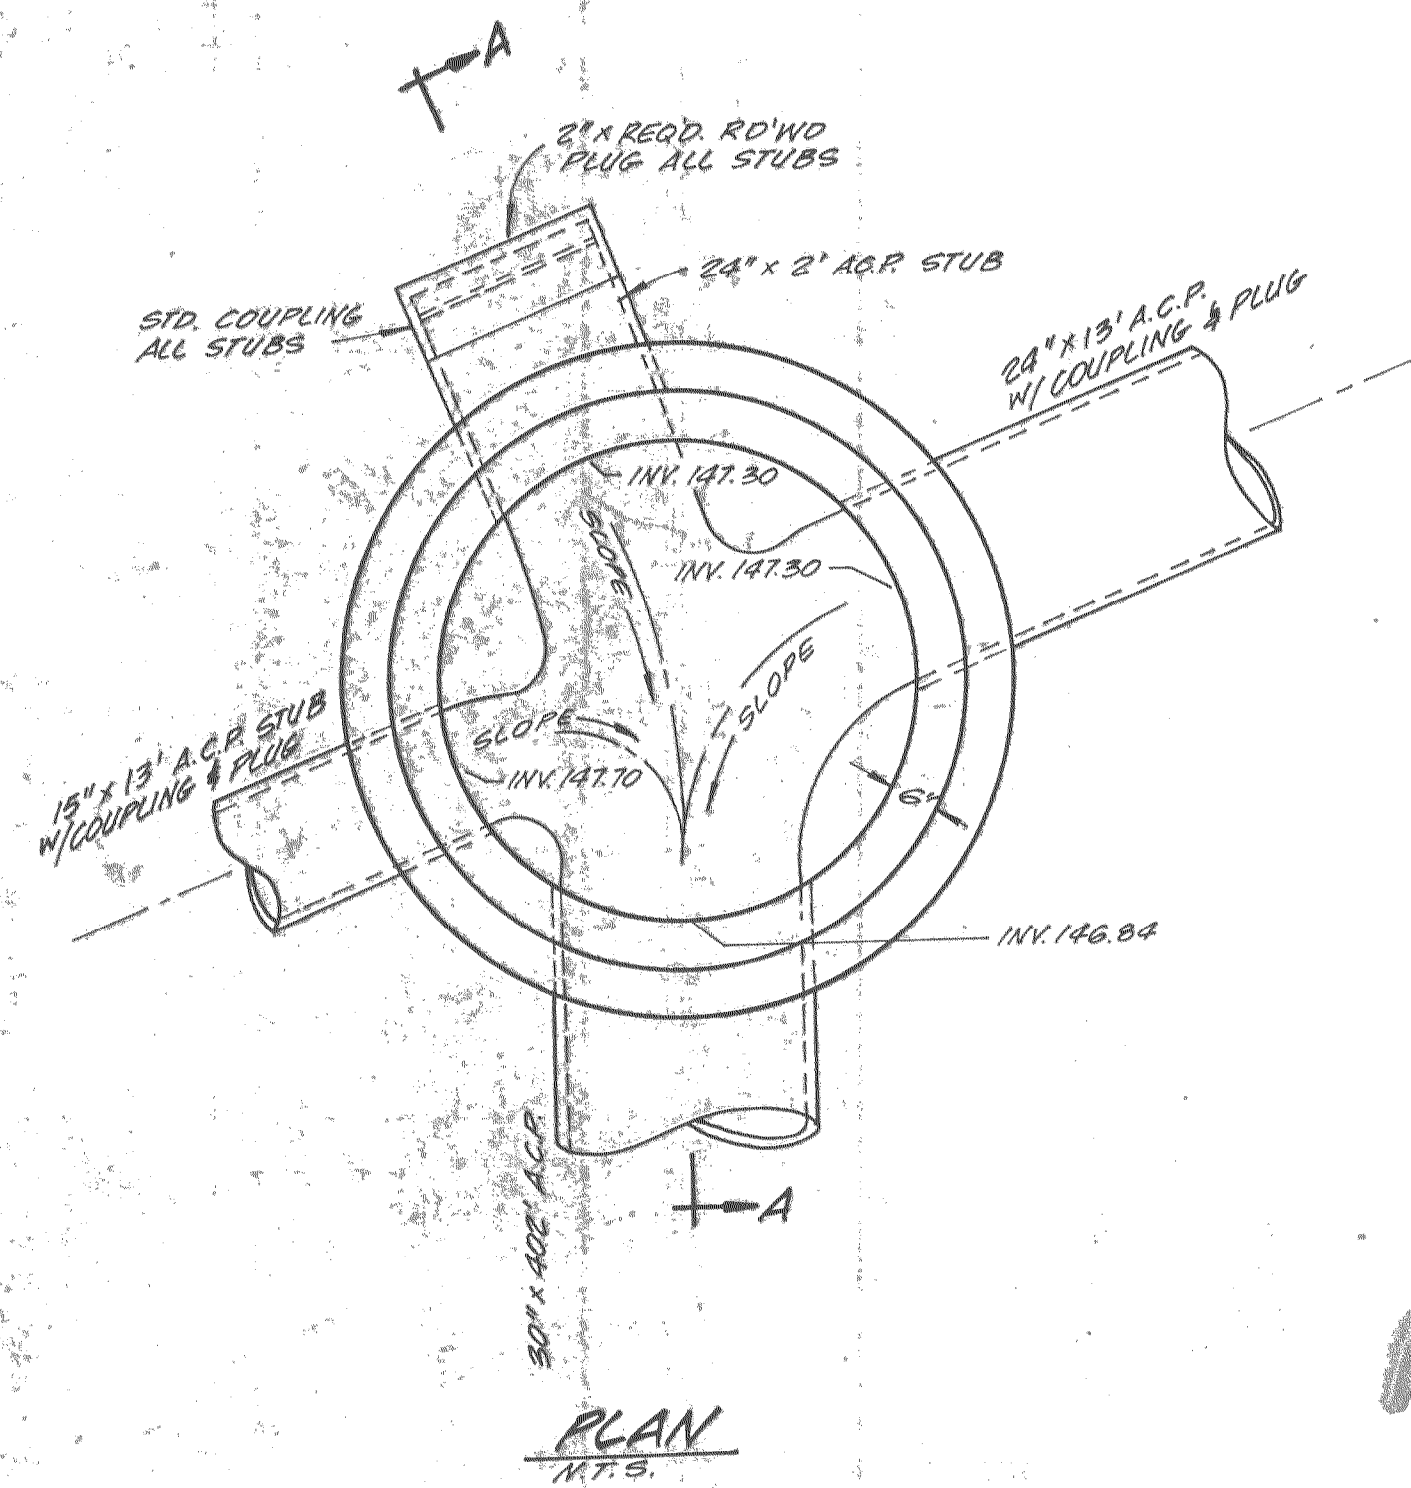 A
2" x REQD. RD'WD
PLUG ALL STUBS
24" x 2' A.C.P. STUB
STD. COUPLING
ALL STUBS
24" x 13' A.C.P.
W/ COUPLING & PLUG
INV. 147.30
SLOPE
INV. 147.30
SLOPE
SLOPE
15" x 13' A.C.P. STUB
W/COUPLING & PLUG
INV. 147.70
6"
INV. 146.84
30" x 402' A.C.P.
A
PLAN
N.T.S.